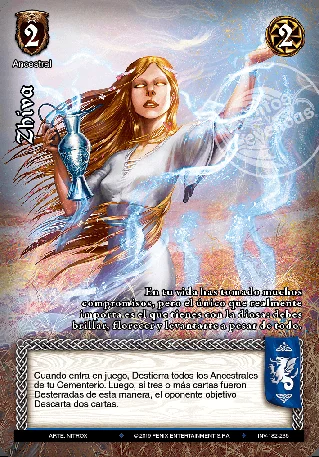 2
2
Ancestral
Zhiva
En tu vida has tomado muchos
compromisos, pero el único que realmente
importa es el que tienes con la diosa: debes
brillar, florecer y levantarte a pesar de todo.
Cuando entra en juego, Destierra todos los Ancestrales
de tu Cementerio. Luego, si tres o más cartas fueron
Desterradas de esta manera, el oponente objetivo
Descarta dos cartas.
ARTE: NITROX
©2019 FENIX ENTERTAINMENT SPA